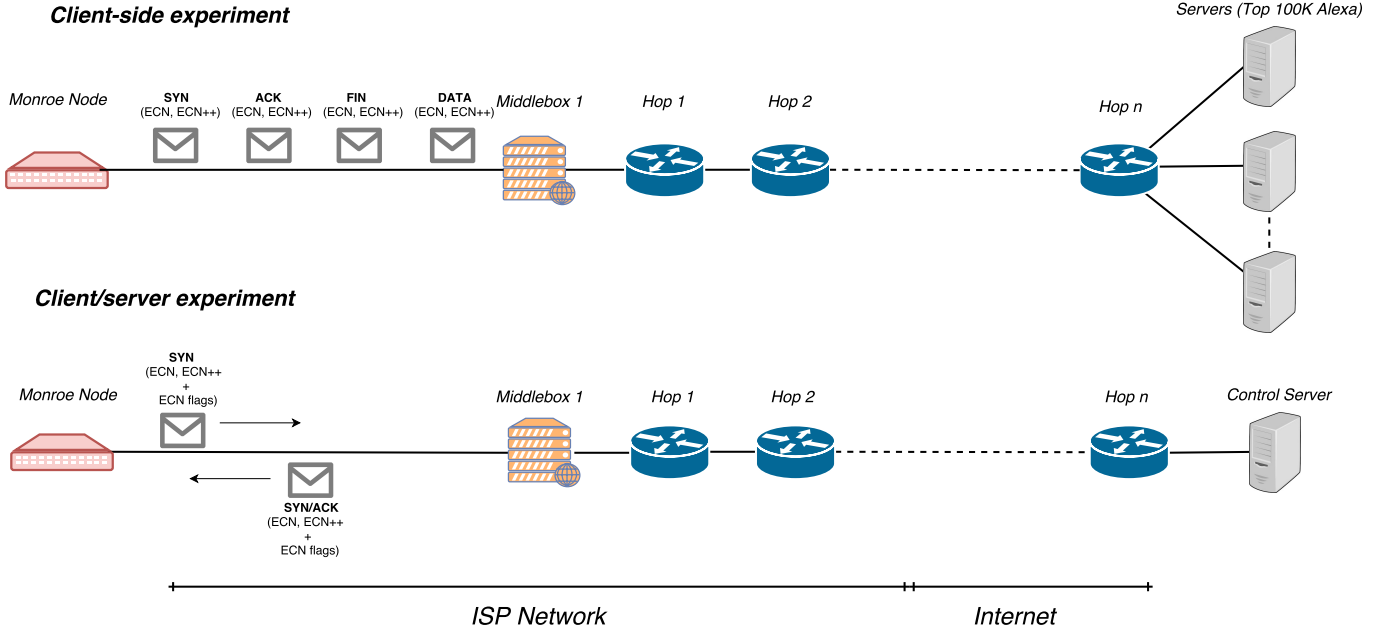 Client-side experiment
Servers (Top 100K Alexa)
Monroe Node
SYN
(ECN, ECN++)
ACK
(ECN, ECN++)
FIN
(ECN, ECN++)
DATA
(ECN, ECN++)
Middlebox 1
Hop 1
Hop 2
Hop n
Client/server experiment
Monroe Node
SYN
(ECN, ECN++
+
ECN flags)
SYN/ACK
(ECN, ECN++
+
ECN flags)
Middlebox 1
Hop 1
Hop 2
Hop n
Control Server
ISP Network
Internet